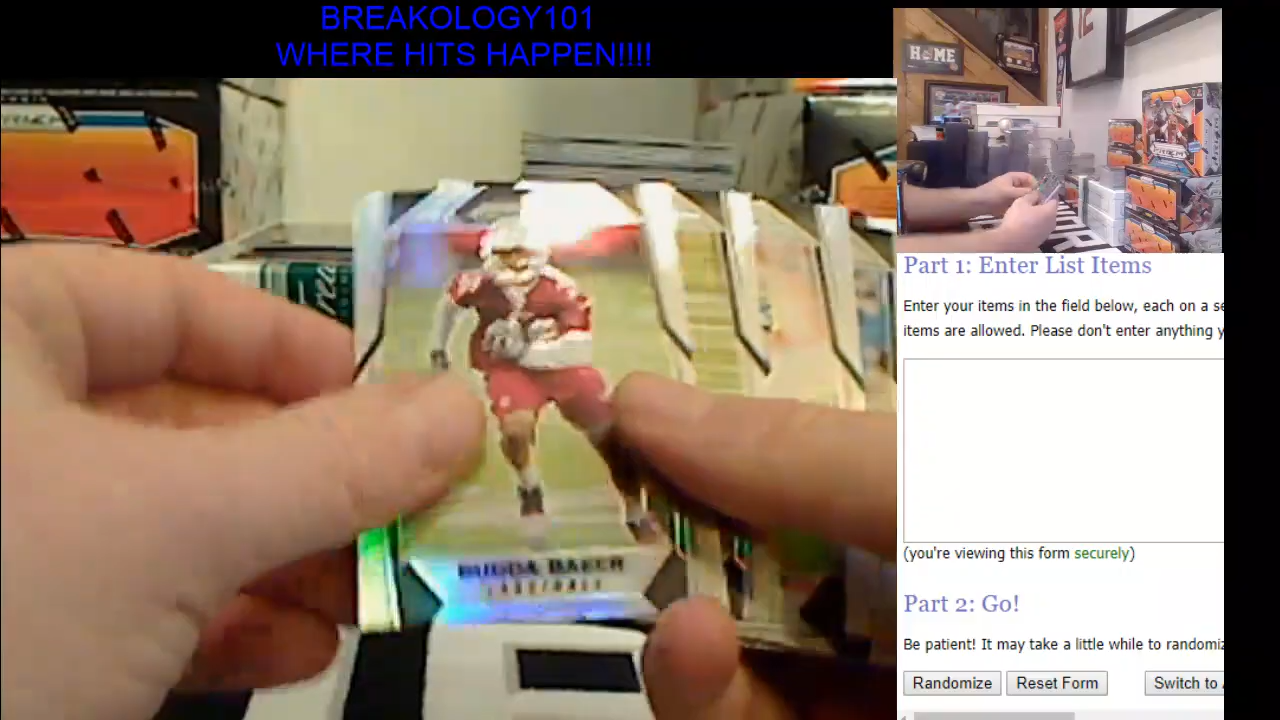 BREAKOLOGY101
WHERE HITS HAPPEN!!!!
HOME
12
BUDDA BAKER
Part 1: Enter List Items
Enter your items in the field below, each on a se
items are allowed. Please don't enter anything y
(you're viewing this form securely)
Part 2: Go!
Be patient! It may take a little while to randomiz
Randomize
Reset Form
Switch to